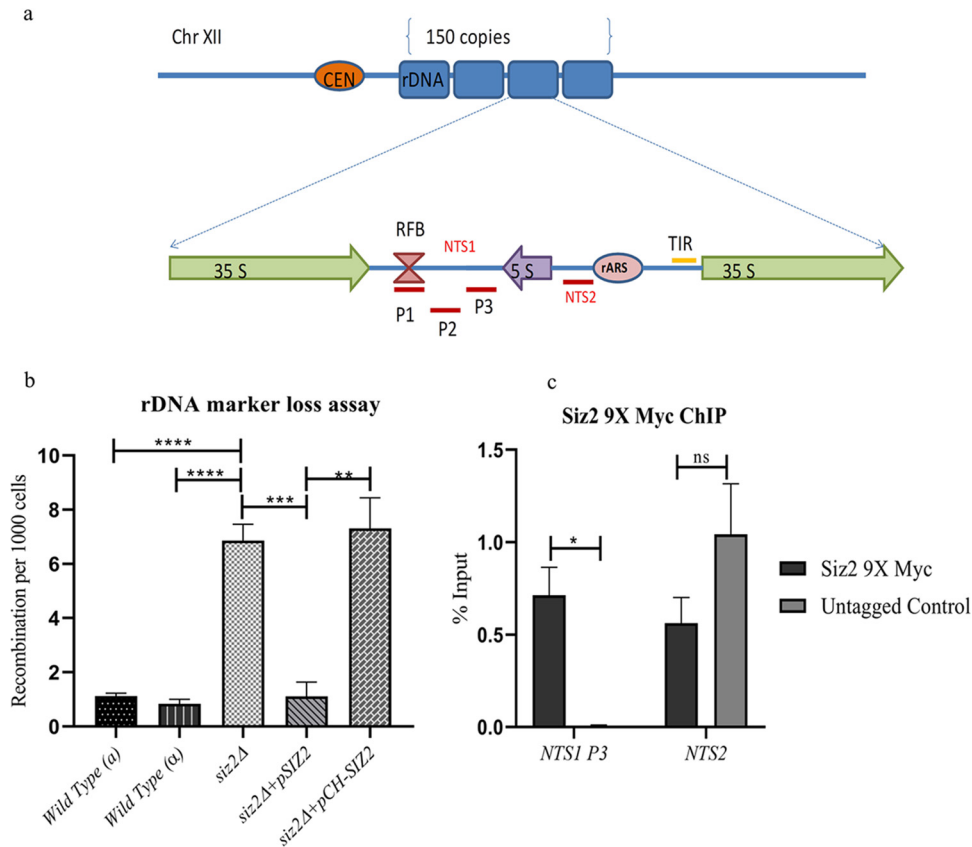 a
Chr XII
150 copies
CEN
rDNA
RFB
NTS1
TIR
35 S
5 S
rARS
35 S
P1
P2
P3
NTS2
b
rDNA marker loss assay
Recombination per 1000 cells
10
8
6
4
2
0
****
****
***
**
Wild Type (a)
Wild Type (α)
siz2Δ
siz2Δ+pSIZ2
siz2Δ+pCH-SIZ2
c
Siz2 9X Myc ChIP
% Input
1.5
1.0
0.5
0.0
*
ns
NTS1 P3
NTS2
Siz2 9X Myc
Untagged Control